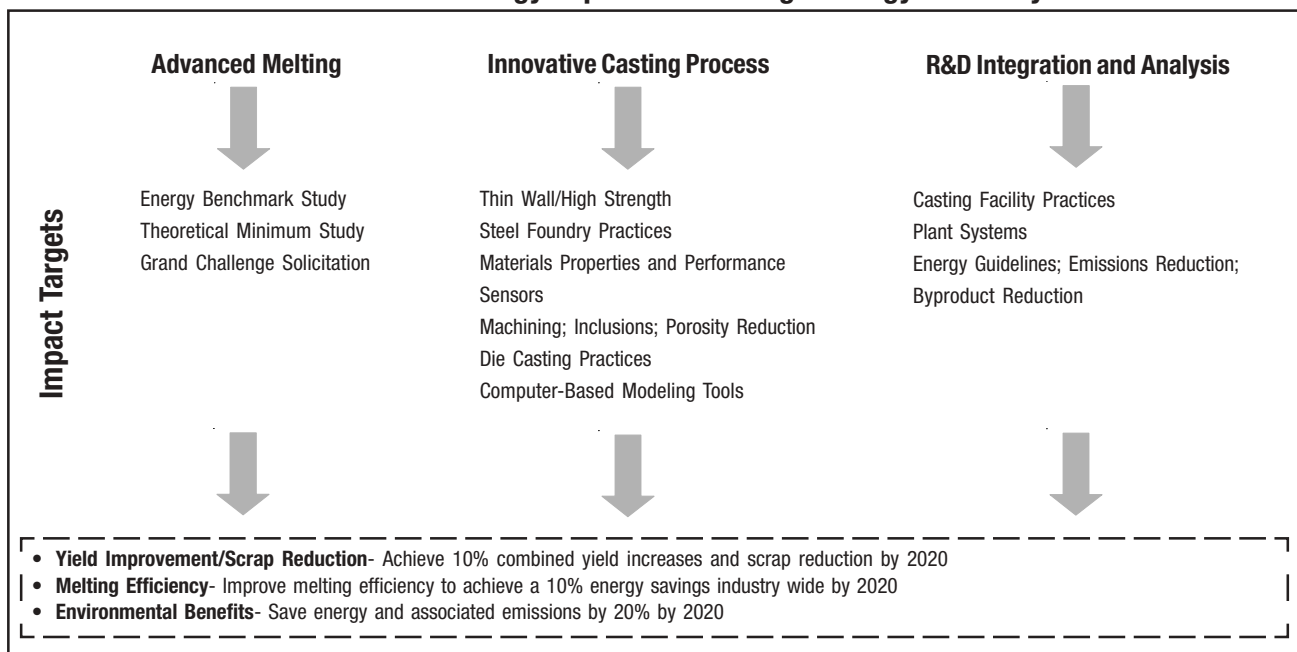 Advanced Melting
Innovative Casting Process
R&D Integration and Analysis
Impact Targets
Energy Benchmark Study
Theoretical Minimum Study
Grand Challenge Solicitation
Thin Wall/High Strength
Steel Foundry Practices
Materials Properties and Performance
Sensors
Machining; Inclusions; Porosity Reduction
Die Casting Practices
Computer-Based Modeling Tools
Casting Facility Practices
Plant Systems
Energy Guidelines; Emissions Reduction;
Byproduct Reduction
• Yield Improvement/Scrap Reduction- Achieve 10% combined yield increases and scrap reduction by 2020
• Melting Efficiency- Improve melting efficiency to achieve a 10% energy savings industry wide by 2020
• Environmental Benefits- Save energy and associated emissions by 20% by 2020